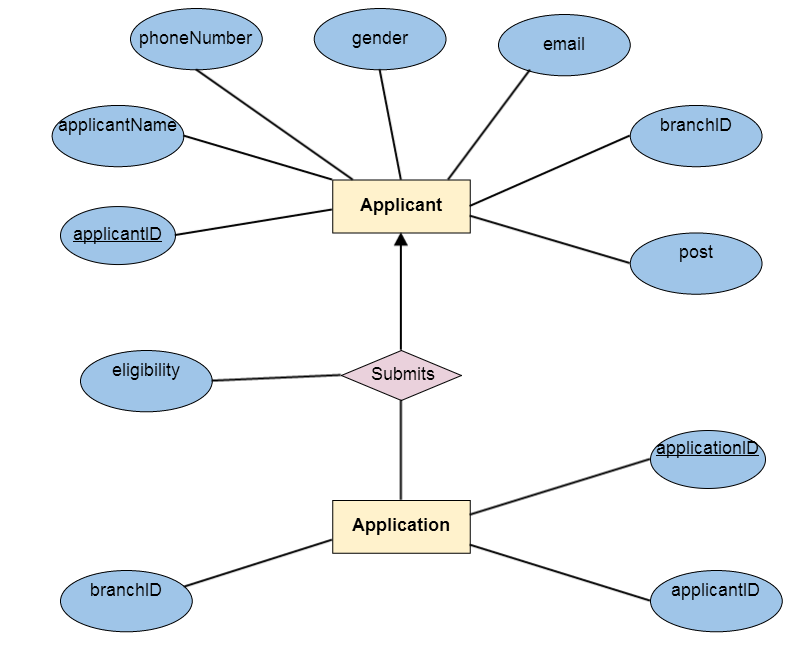 phoneNumber
gender
email
applicantName
branchID
Applicant
applicantID
post
eligibility
Submits
applicationID
Application
branchID
applicantID